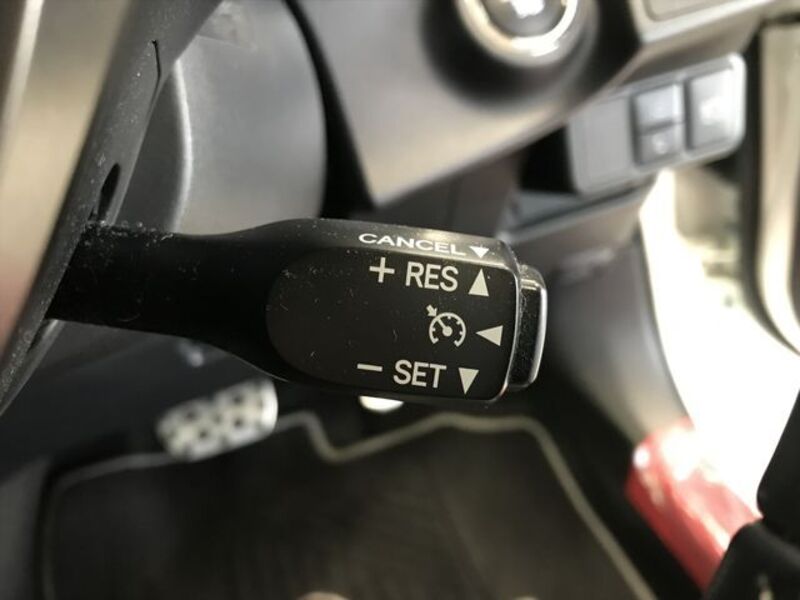 CANCEL
+ RES
- SET